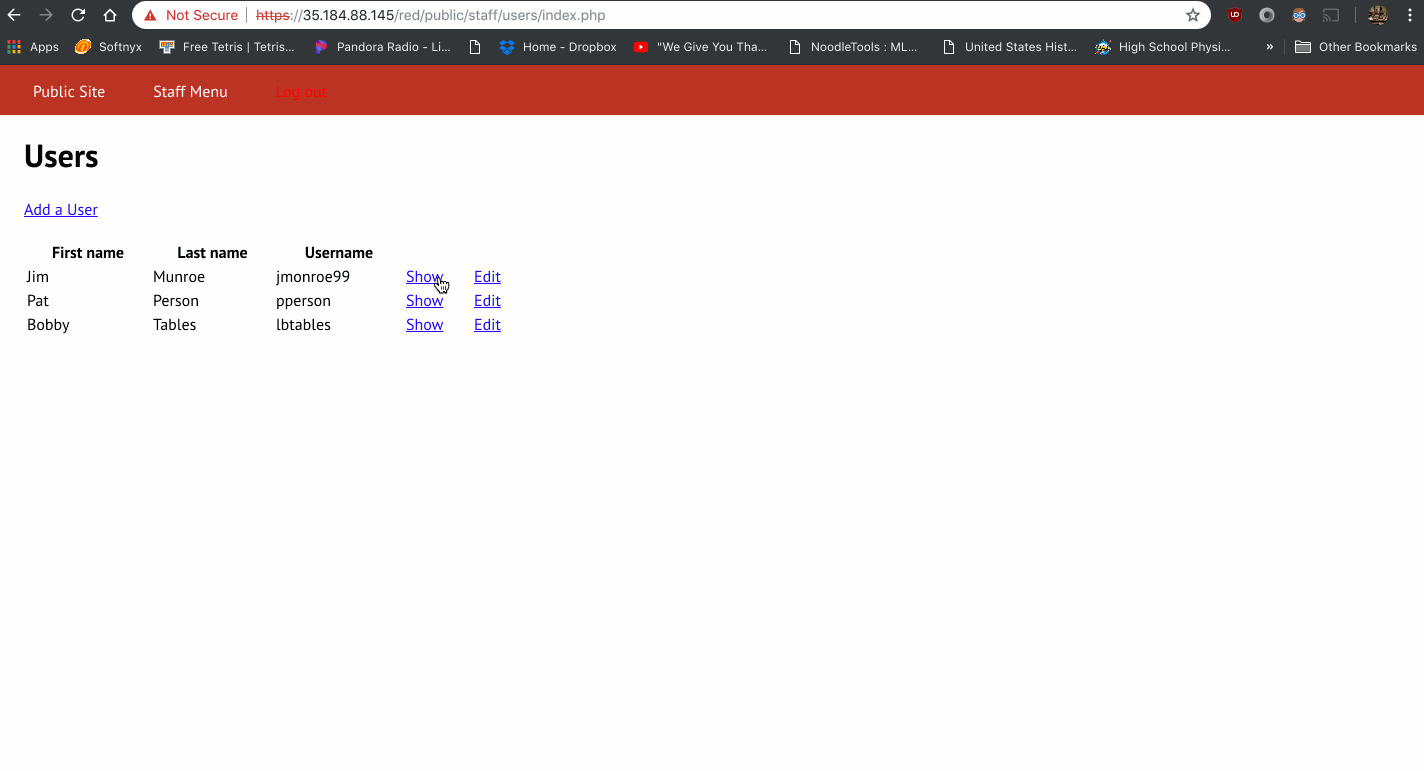 Not Secure https://35.184.88.145/red/public/staff/users/index.php
Apps Softnyx Free Tetris | Tetris... Pandora Radio - Li... Home - Dropbox "We Give You Tha... NoodleTools : ML... United States Hist... High School Physi... » Other Bookmarks
Public Site Staff Menu Log out
Users
Add a User
First name Last name Username
Jim Munroe jmonroe99 Show Edit
Pat Person pperson Show Edit
Bobby Tables lbtables Show Edit